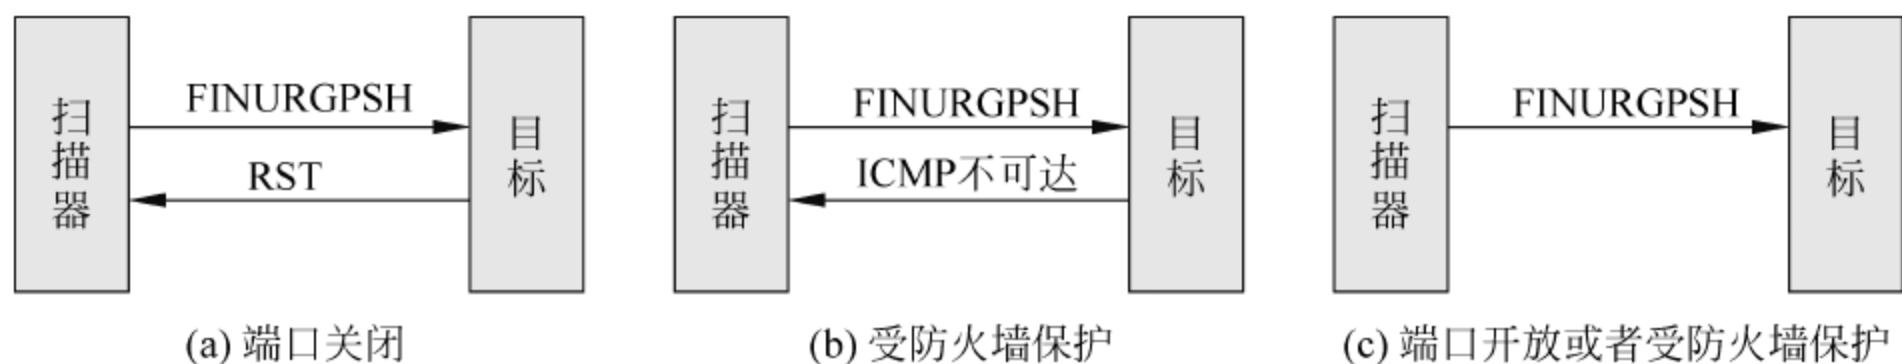 扫描器
FINURGPSH
RST
目标
(a) 端口关闭
扫描器
FINURGPSH
ICMP不可达
目标
(b) 受防火墙保护
扫描器
FINURGPSH
目标
(c) 端口开放或者受防火墙保护